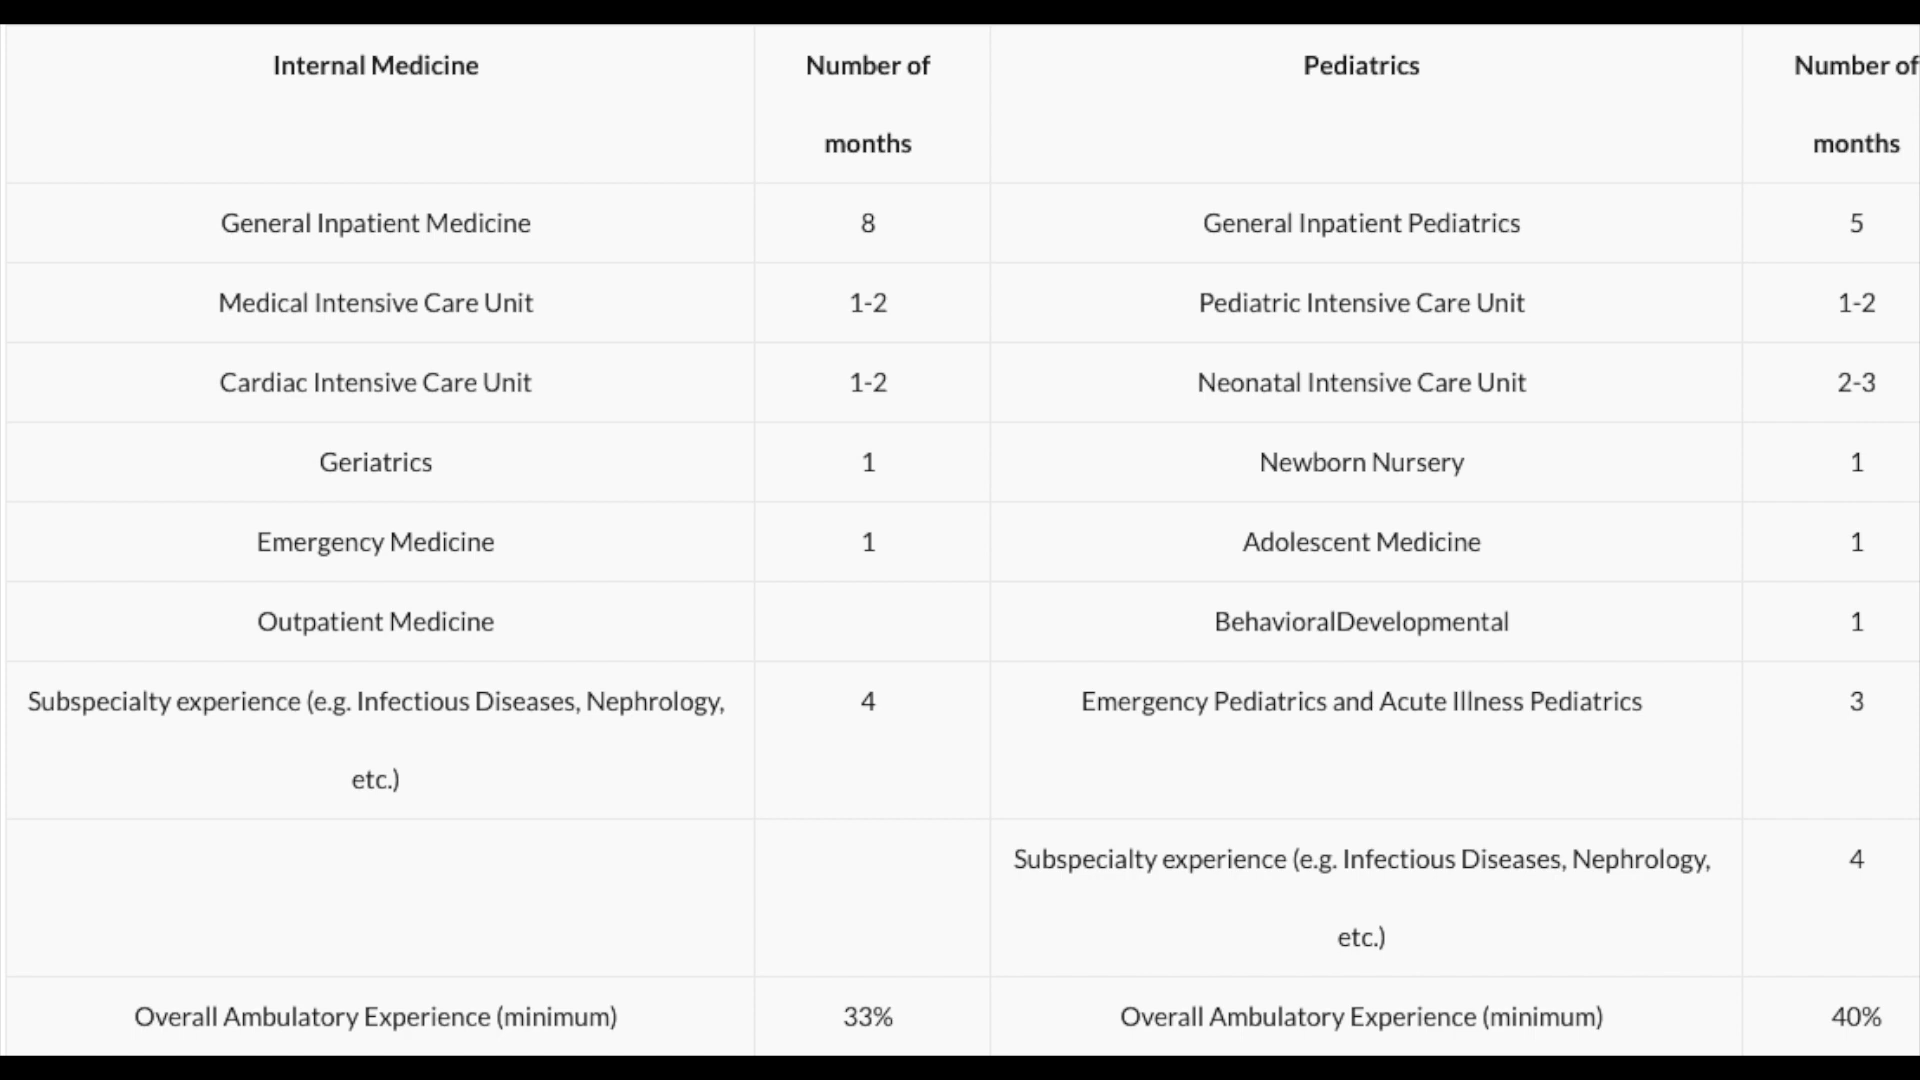 Internal Medicine Number of months Pediatrics Number of months
General Inpatient Medicine 8 General Inpatient Pediatrics 5
Medical Intensive Care Unit 1-2 Pediatric Intensive Care Unit 1-2
Cardiac Intensive Care Unit 1-2 Neonatal Intensive Care Unit 2-3
Geriatrics 1 Newborn Nursery 1
Emergency Medicine 1 Adolescent Medicine 1
Outpatient Medicine BehavioralDevelopmental 1
Subspecialty experience (e.g. Infectious Diseases, Nephrology, etc.) 4 Emergency Pediatrics and Acute Illness Pediatrics 3
Subspecialty experience (e.g. Infectious Diseases, Nephrology, etc.) 4
Overall Ambulatory Experience (minimum) 33% Overall Ambulatory Experience (minimum) 40%